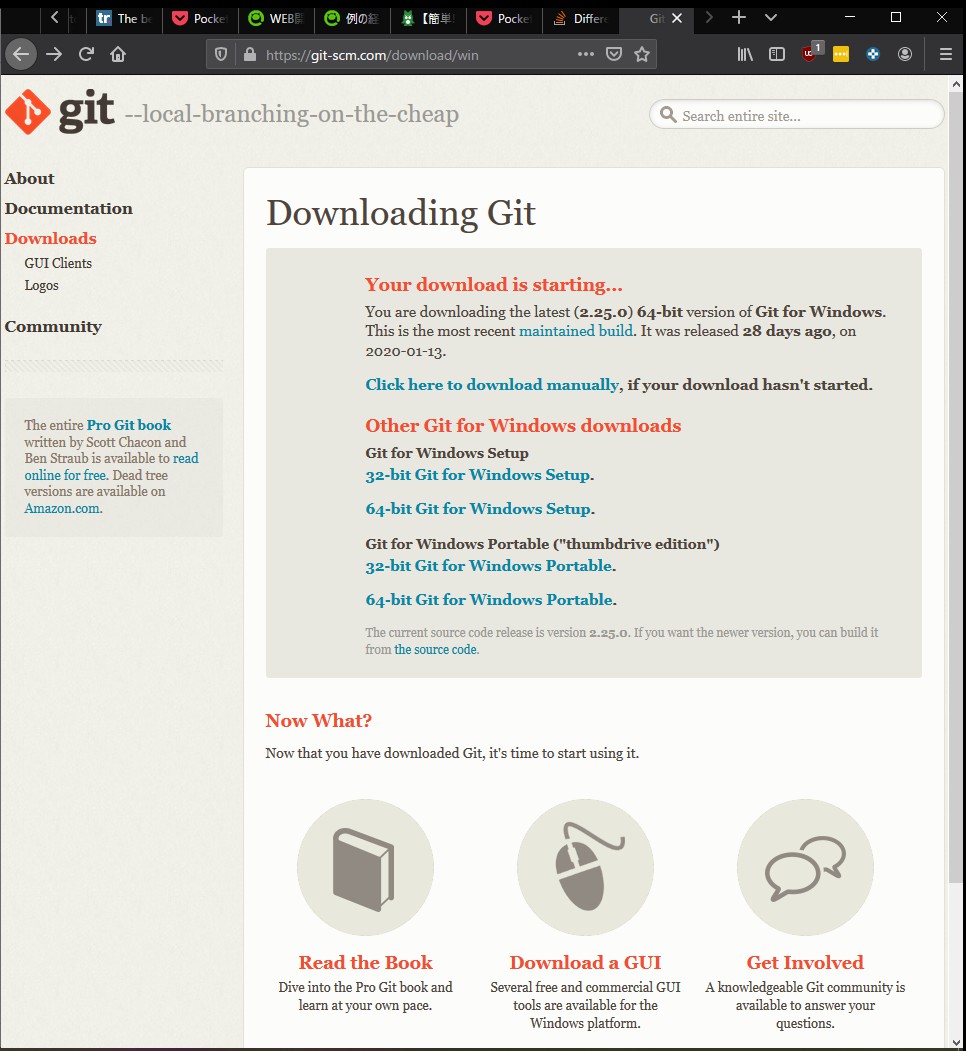 The be
Pocke
WEB開
例の経
【簡単!
Pocke
Differe
Git
https://git-scm.com/download/win
1
git --local-branching-on-the-cheap
Search entire site...
About
Documentation
Downloads
GUI Clients
Logos
Community
The entire Pro Git book
written by Scott Chacon and
Ben Straub is available to read
online for free. Dead tree
versions are available on
Amazon.com.
Downloading Git
Your download is starting...
You are downloading the latest (2.25.0) 64-bit version of Git for Windows.
This is the most recent maintained build. It was released 28 days ago, on
2020-01-13.
Click here to download manually, if your download hasn't started.
Other Git for Windows downloads
Git for Windows Setup
32-bit Git for Windows Setup.
64-bit Git for Windows Setup.
Git for Windows Portable ("thumbdrive edition")
32-bit Git for Windows Portable.
64-bit Git for Windows Portable.
The current source code release is version 2.25.0. If you want the newer version, you can build it
from the source code.
Now What?
Now that you have downloaded Git, it's time to start using it.
Read the Book
Dive into the Pro Git book and
learn at your own pace.
Download a GUI
Several free and commercial GUI
tools are available for the
Windows platform.
Get Involved
A knowledgeable Git community is
available to answer your
questions.